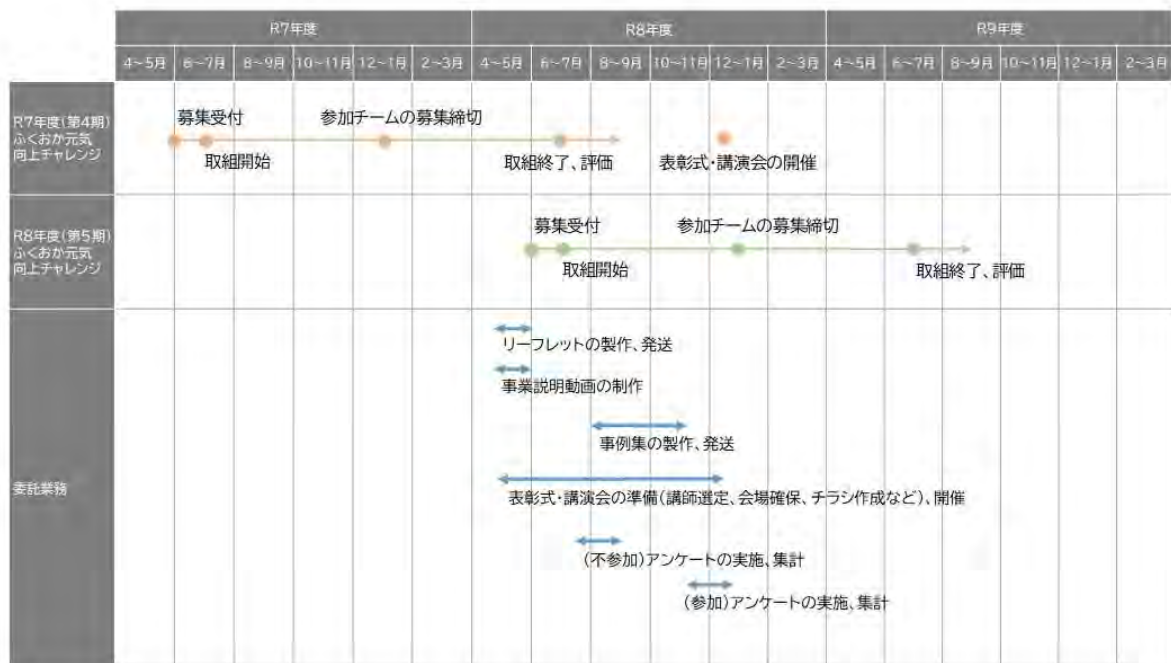 R7年度 R8年度 R9年度
4~5月 6~7月 8~9月 10~11月 12~1月 2~3月 4~5月 6~7月 8~9月 10~11月 12~1月 2~3月 4~5月 6~7月 8~9月 10~11月 12~1月 2~3月
R7年度(第4期)
ふくおか元気
向上チャレンジ
募集受付 参加チームの募集締切
取組開始 取組終了、評価 表彰式・講演会の開催
R8年度(第5期)
ふくおか元気
向上チャレンジ
募集受付 参加チームの募集締切
取組開始 取組終了、評価
委託業務
リーフレットの製作、発送
事業説明動画の制作
事例集の製作、発送
表彰式・講演会の準備(講師選定、会場確保、チラシ作成など)、開催
(不参加)アンケートの実施、集計
(参加)アンケートの実施、集計